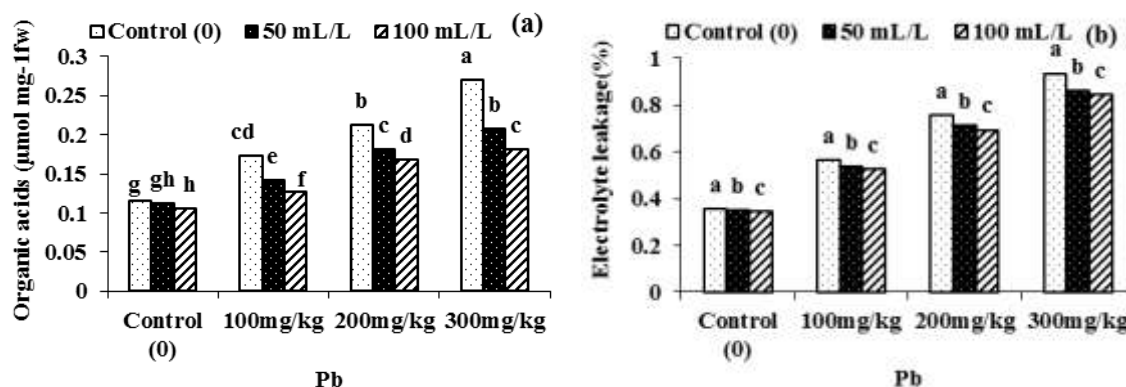 Control (0) 50 mL/L 100 mL/L (a)
Organic acids (µmol mg-1fw)
0.3
0.25
0.2
0.15
0.1
0.05
0
g gh h
cd e f
b c d
a b c
Control (0) 100mg/kg 200mg/kg 300mg/kg
Pb
Control (0) 50 mL/L 100 mL/L (b)
Electrolyte leakage(%)
1
0.8
0.6
0.4
0.2
0
a b c
a b c
a b c
a b c
Control (0) 100mg/kg 200mg/kg 300mg/kg
Pb